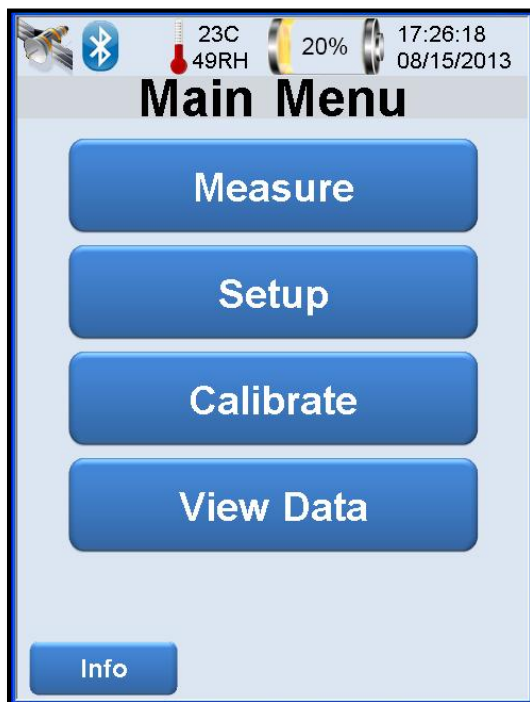 23C
49RH
20%
17:26:18
08/15/2013
Main Menu
Measure
Setup
Calibrate
View Data
Info